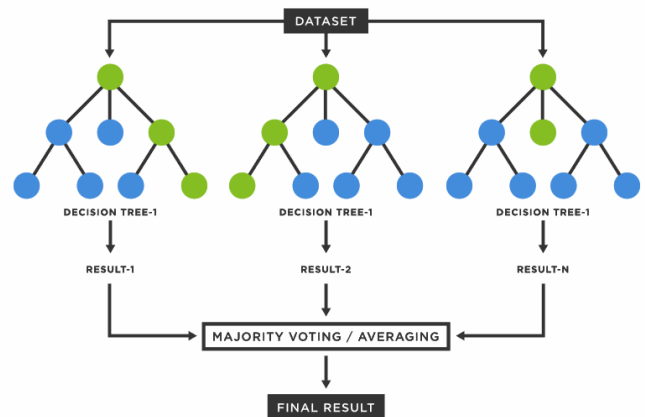 DATASET
DECISION TREE-1
DECISION TREE-1
DECISION TREE-1
RESULT-1
RESULT-2
RESULT-N
MAJORITY VOTING / AVERAGING
FINAL RESULT